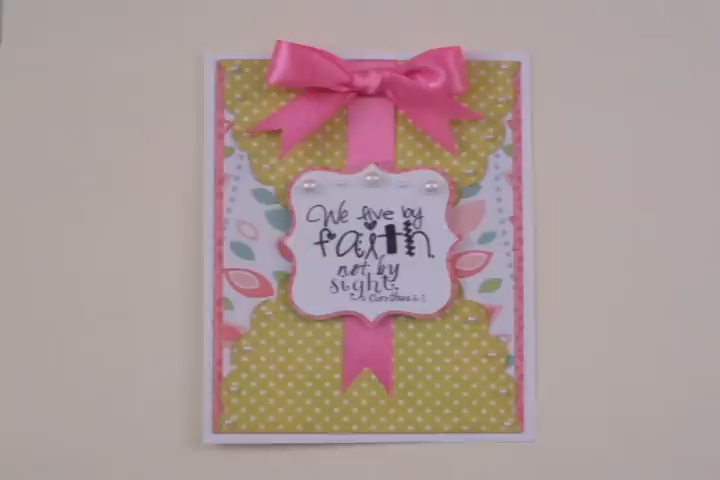 We live by
faith,
not by
sight.